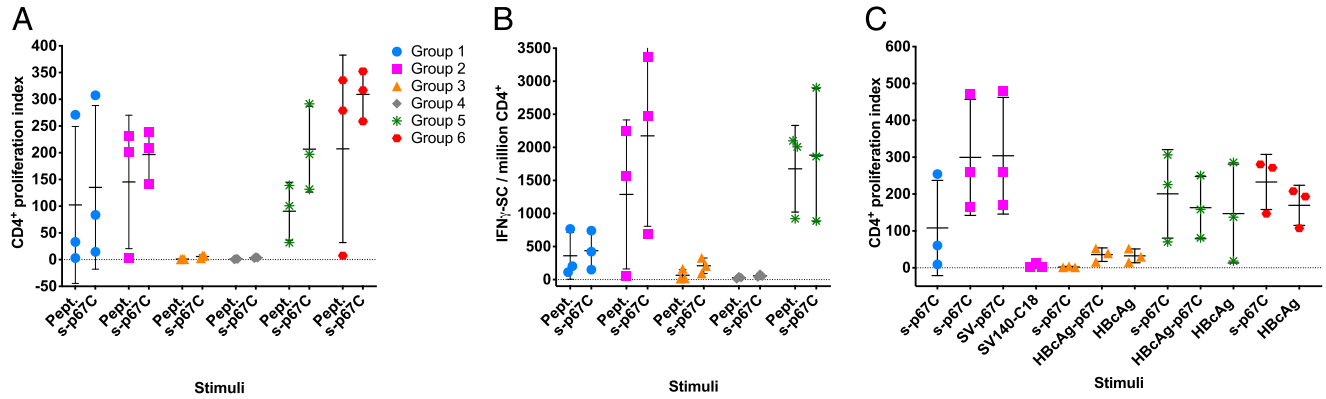 A
CD4⁺ proliferation index
400
350
300
250
200
150
100
50
0
-50
Pept.
s-p67C
Pept.
s-p67C
Pept.
s-p67C
Pept.
s-p67C
Pept.
s-p67C
Pept.
s-p67C
Stimuli
Group 1
Group 2
Group 3
Group 4
Group 5
Group 6
B
IFNγ-SC / million CD4⁺
3500
3000
2500
2000
1500
1000
500
0
Pept.
s-p67C
Pept.
s-p67C
Pept.
s-p67C
Pept.
s-p67C
Pept.
s-p67C
Stimuli
C
CD4⁺ proliferation index
600
500
400
300
200
100
0
s-p67C
s-p67C
SV-p67C
SV140-C18
s-p67C
HBcAg-p67C
HBcAg
s-p67C
HBcAg-p67C
HBcAg
s-p67C
HBcAg
Stimuli